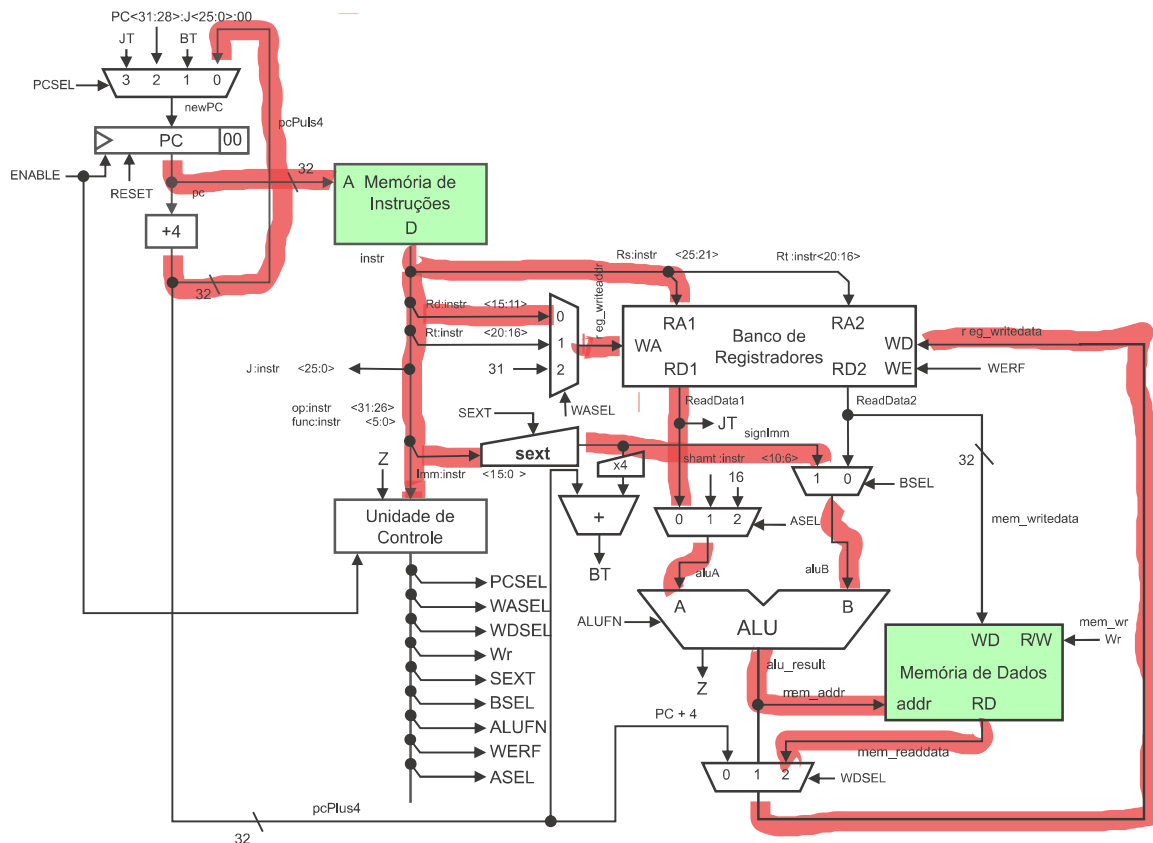 PC<31:28>:J<25:0>:00
JT
BT
3 2 1 0
PCSEL
newPC
pcPuls4
PC 00
ENABLE
RESET
pc
32
+4
32
A Memória de
Instruções
D
instr
Rs:instr <25:21>
Rt :instr<20:16>
Rd:instr <15:11>
Rt:instr <20:16>
J:instr <25:0>
31
0
1
2
WASEL
r eg_writeaddr
RA1 RA2
Banco de
Registradores
WA
WD
RD1 RD2 WE
r eg_writedata
WERF
op:instr <31:26>
func:instr <5:0>
SEXT
sext
Imm:instr <15:0 >
ReadData1
JT
ReadData2
signImm
x4
shamt :instr <10:6>
16
32
1 0
BSEL
mem_writedata
Z
Unidade de
Controle
+
BT
0 1 2
ASEL
aluA
aluB
A B
ALU
ALUFN
Z
alu_result
mem_addr
mem_wr
Wr
WD R/W
Memória de Dados
addr RD
PCSEL
WASEL
WDSEL
Wr
SEXT
BSEL
ALUFN
WERF
ASEL
PC + 4
mem_readdata
0 1 2
WDSEL
pcPlus4
32